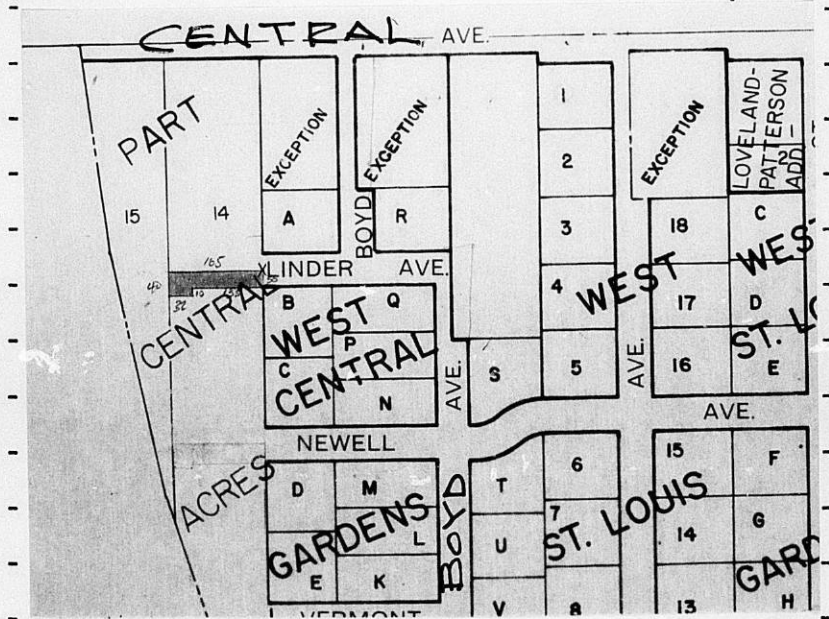 CENTRAL AVE.
PART
EXCEPTION
EXCEPTION
EXCEPTION
LOVELAND-
PATTERSON
ADD
1
2
2
15
14
A
BOYD
R
3
18
C
165
LINDER AVE.
WEST
WEST
4
17
D
40
32
10
B
Q
CENTRAL
WEST
P
CENTRAL
C
N
AVE.
S
5
AVE.
16
ST. LO
E
NEWELL
AVE.
ACRES
D
M
BOYD
T
6
15
F
GARDENS
L
U
7
ST. LOUIS
14
G
E
K
GARD
V
8
13
H
VERMONT